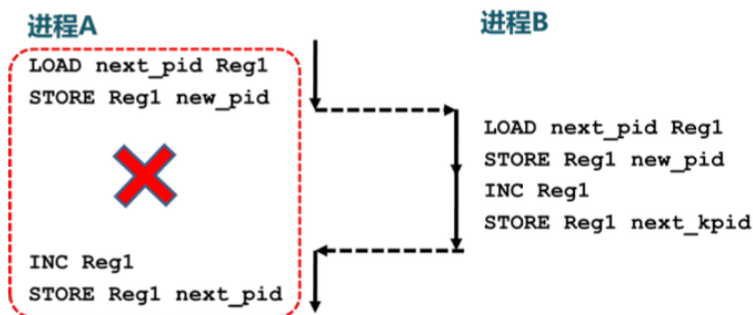 进程A
LOAD next_pid Reg1
STORE Reg1 new_pid
INC Reg1
STORE Reg1 next_pid
进程B
LOAD next_pid Reg1
STORE Reg1 new_pid
INC Reg1
STORE Reg1 next_kpid